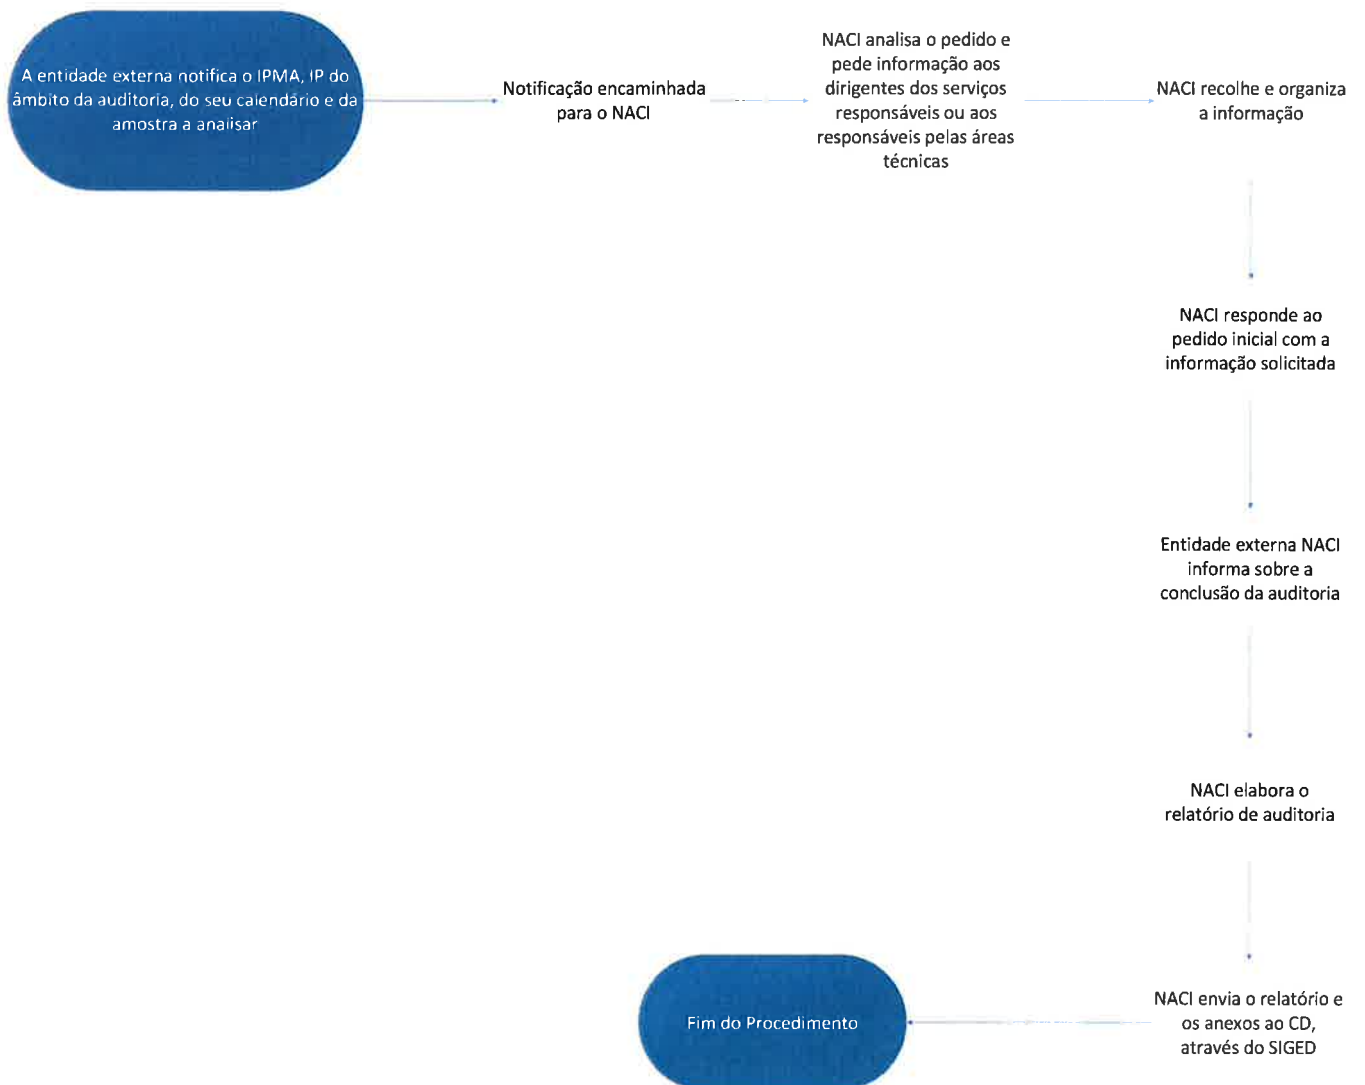 A entidade externa notifica o IPMA, IP do
âmbito da auditoria, do seu calendário e da
amostra a analisar
Notificação encaminhada
para o NACI
NACI analisa o pedido e
pede informação aos
dirigentes dos serviços
responsáveis ou aos
responsáveis pelas áreas
técnicas
NACI recolhe e organiza
a informação
NACI responde ao
pedido inicial com a
informação solicitada
Entidade externa NACI
informa sobre a
conclusão da auditoria
NACI elabora o
relatório de auditoria
NACI envia o relatório e
os anexos ao CD,
através do SIGED
Fim do Procedimento